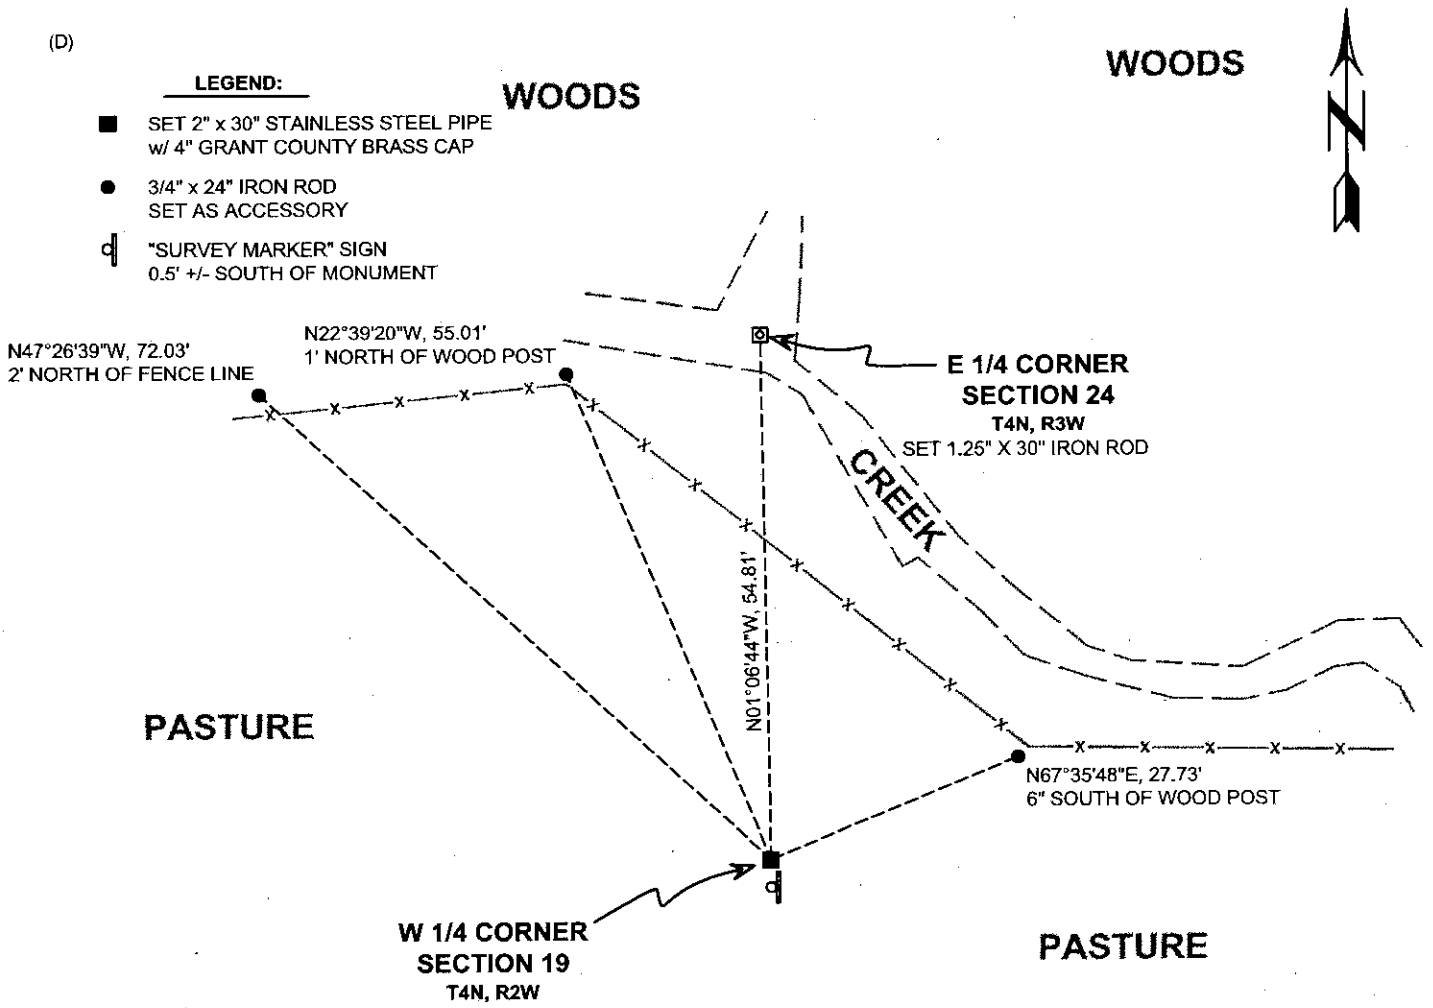 (D)
WOODS
LEGEND:
WOODS
SET 2" x 30" STAINLESS STEEL PIPE
w/ 4" GRANT COUNTY BRASS CAP
N
3/4" x 24" IRON ROD
SET AS ACCESSORY
"SURVEY MARKER" SIGN
0.5' +/- SOUTH OF MONUMENT
N22°39'20"W, 55.01'
1' NORTH OF WOOD POST
N47°26'39"W, 72.03'
2' NORTH OF FENCE LINE
E 1/4 CORNER
SECTION 24
T4N, R3W
SET 1.25" X 30" IRON ROD
CREEK
N01°06'44"W, 54.81'
PASTURE
N67°35'48"E, 27.73'
6" SOUTH OF WOOD POST
W 1/4 CORNER
SECTION 19
T4N, R2W
PASTURE